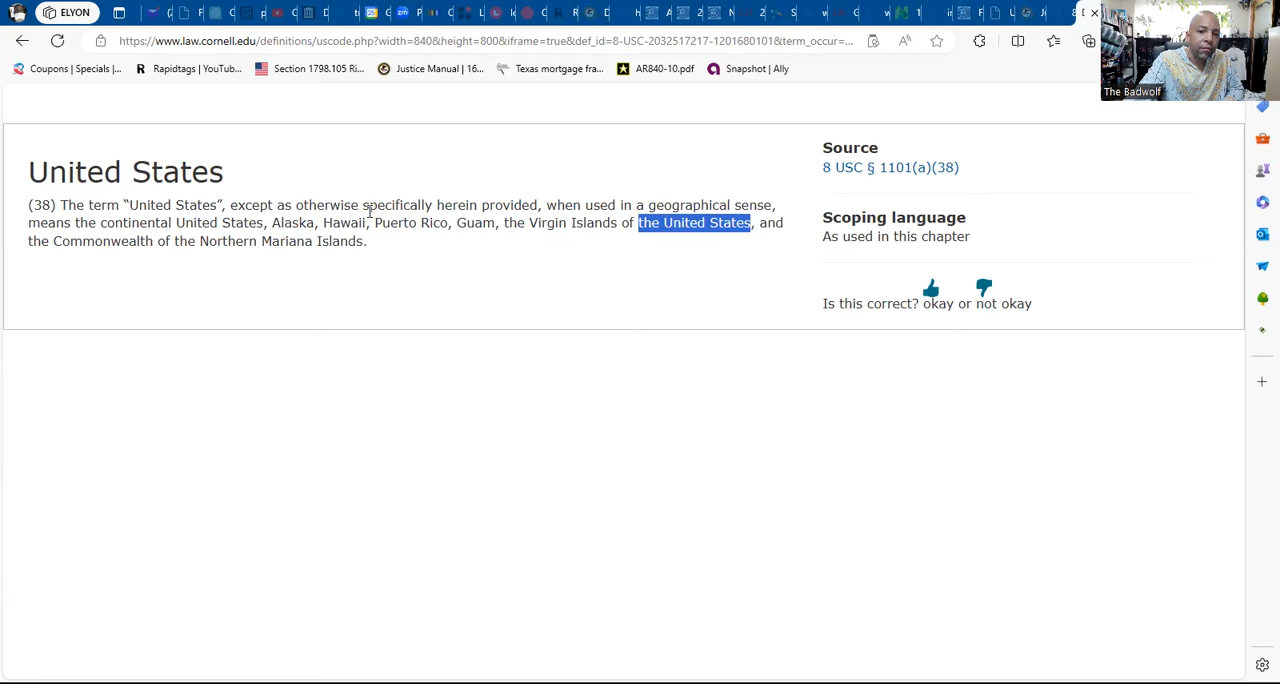 ELYON
https://www.law.cornell.edu/definitions/uscode.php?width=840&height=800&iframe=true&def_id=8-USC-2032517217-1201680101&term_occur=...
Coupons | Specials |...
Rapidtags | YouTub...
Section 1798.105 Ri...
Justice Manual | 16...
Texas mortgage fra...
AR840-10.pdf
Snapshot | Ally
The Badwolf
United States
(38) The term “United States”, except as otherwise specifically herein provided, when used in a geographical sense,
means the continental United States, Alaska, Hawaii, Puerto Rico, Guam, the Virgin Islands of the United States, and
the Commonwealth of the Northern Mariana Islands.
Source
8 USC § 1101(a)(38)
Scoping language
As used in this chapter
Is this correct? okay or not okay